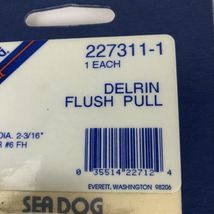 G.
227311-1
1 EACH
DELRIN
FLUSH PULL
DIA. 2-3/16"
R #6 FH
0 35514 22712 4
EVERETT, WASHINGTON 98206
SEA DOG